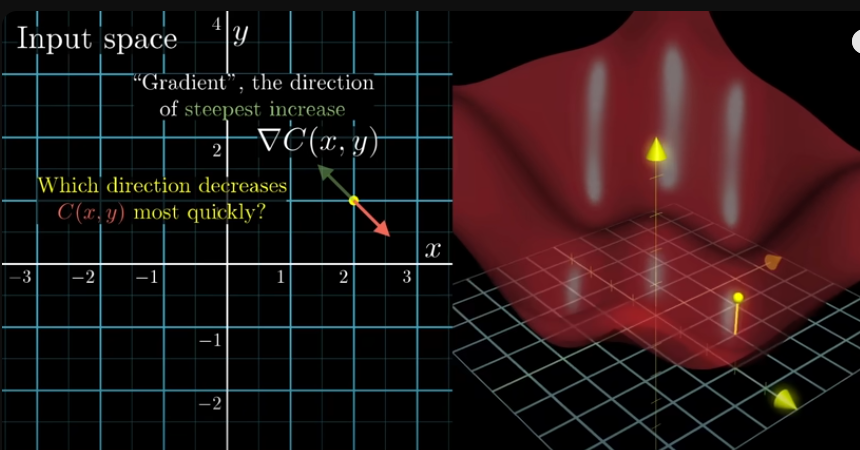 Input space
4
y
“Gradient”, the direction
of steepest increase
∇C(x, y)
2
Which direction decreases
C(x, y) most quickly?
x
−3 −2 −1 1 2 3
−1
−2